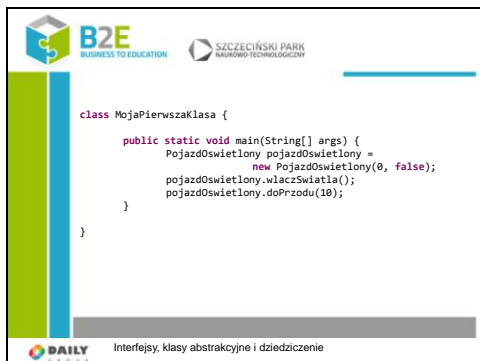 B2E
BUSINESS TO EDUCATION
SZCZECIŃSKI PARK
NAUKOWO-TECHNOLOGICZNY
class MojaPierwszaKlasa {
public static void main(String[] args) {
PojazdOswietlony pojazdOswietlony =
new PojazdOswietlony(0, false);
pojazdOswietlony.wlaczSwiatla();
pojazdOswietlony.doPrzodu(10);
}
}
DAILY
Interfejsy, klasy abstrakcyjne i dziedziczenie